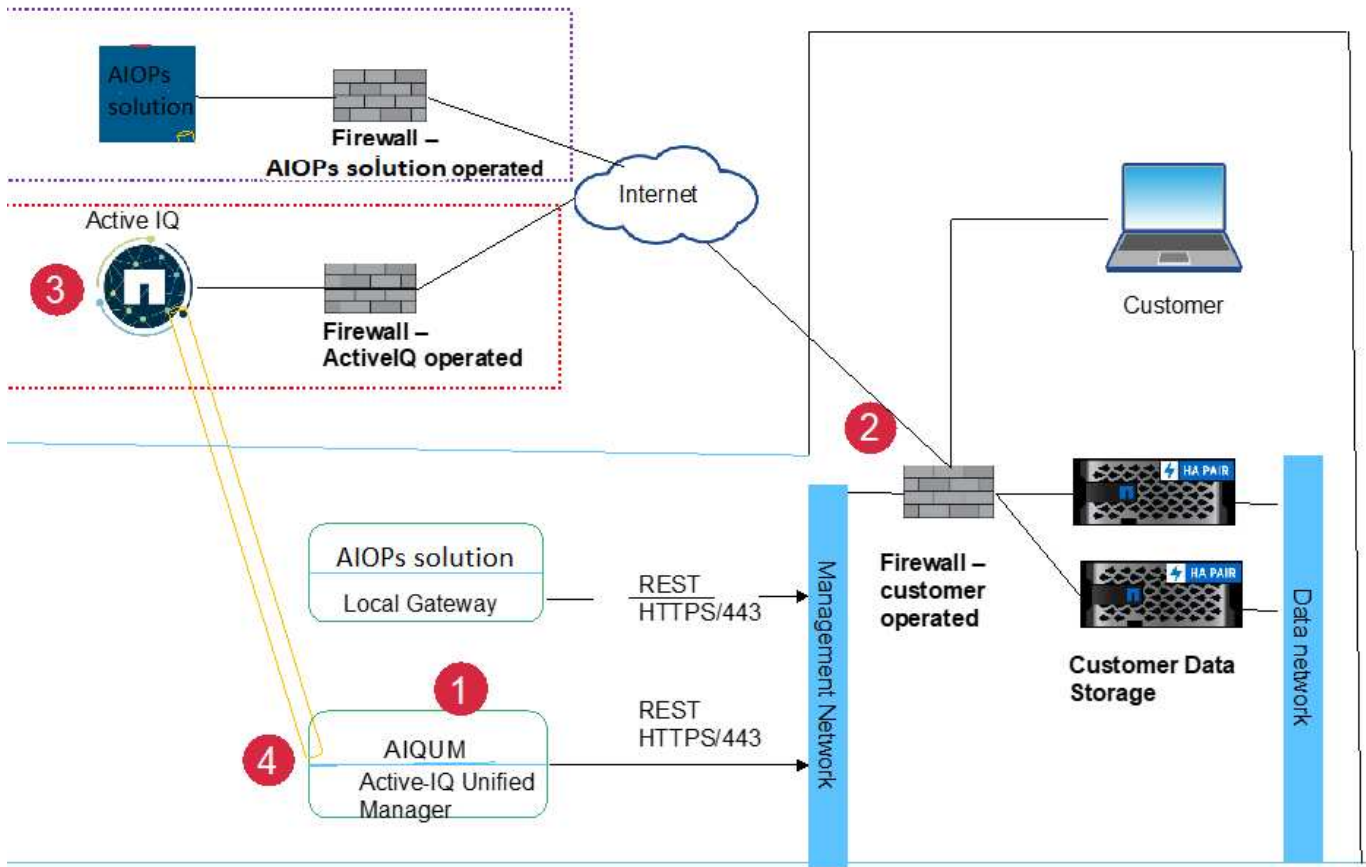 AIOPs
solution
Firewall –
AIOPs solution operated
Internet
Active IQ
3
Firewall –
ActiveIQ operated
Customer
2
HA PAIR
HA PAIR
Firewall –
customer
operated
Customer Data
Storage
Management Network
Data network
AIOPs solution
Local Gateway
REST
HTTPS/443
1
REST
HTTPS/443
4
AIQUM
Active-IQ Unified
Manager